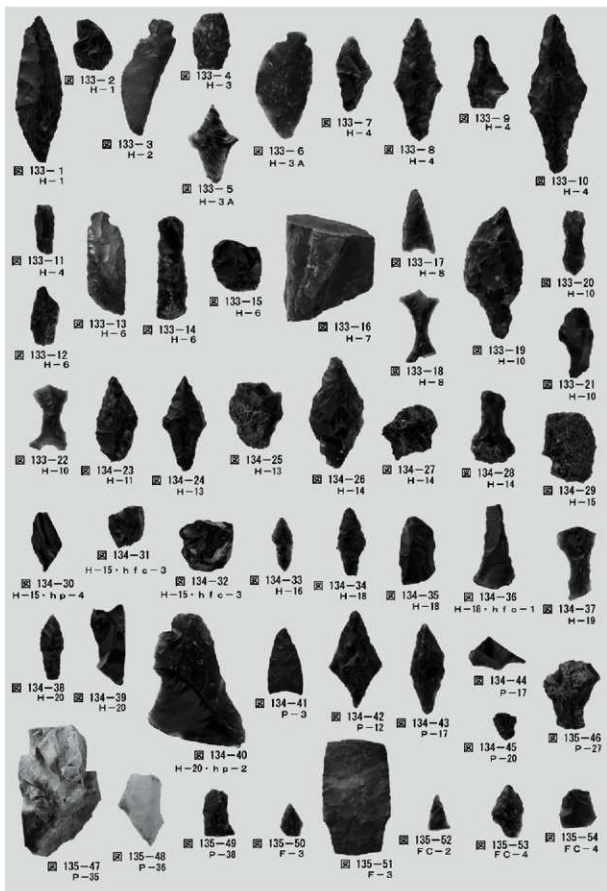 図 133-1
H-1
図 133-2
H-1
図 133-3
H-2
図 133-4
H-3
図 133-5
H-3A
図 133-6
H-3A
図 133-7
H-4
図 133-8
H-4
図 133-9
H-4
図 133-10
H-4
図 133-11
H-4
図 133-12
H-6
図 133-13
H-6
図 133-14
H-6
図 133-15
H-6
図 133-16
H-7
図 133-17
H-8
図 133-18
H-8
図 133-19
H-10
図 133-20
H-10
図 133-21
H-10
図 133-22
H-10
図 134-23
H-11
図 134-24
H-13
図 134-25
H-13
図 134-26
H-14
図 134-27
H-14
図 134-28
H-14
図 134-29
H-15
図 134-30
H-15・hp-4
図 134-31
H-15・hfc-3
図 134-32
H-15・hfc-3
図 134-33
H-16
図 134-34
H-18
図 134-35
H-18
図 134-36
H-18・hfc-1
図 134-37
H-19
図 134-38
H-20
図 134-39
H-20
図 134-40
H-20・hp-2
図 134-41
P-3
図 134-42
P-12
図 134-43
P-17
図 134-44
P-17
図 134-45
P-20
図 135-46
P-27
図 135-47
P-35
図 135-48
P-36
図 135-49
P-38
図 135-50
F-3
図 135-51
F-3
図 135-52
FC-2
図 135-53
FC-4
図 135-54
FC-4